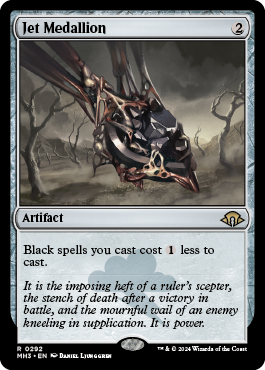 Jet Medallion 2
Artifact
Black spells you cast cost 1 less to
cast.
It is the imposing heft of a ruler's scepter,
the stench of death after a victory in
battle, and the mournful wail of an enemy
kneeling in supplication. It is power.
R 0292
MH3 • EN Daniel Ljunggren
™ & © 2024 Wizards of the Coast